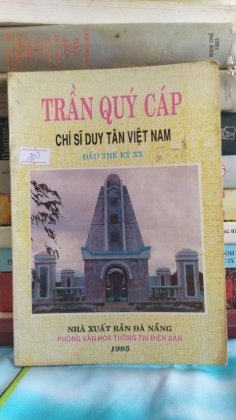 TRẦN QUÝ CÁP
CHÍ SĨ DUY TÂN VIỆT NAM
ĐẦU THẾ KỶ XX
NHÀ XUẤT BẢN ĐÀ NẴNG
PHÒNG VĂN HÓA THÔNG TIN ĐIỆN BÀN
1995